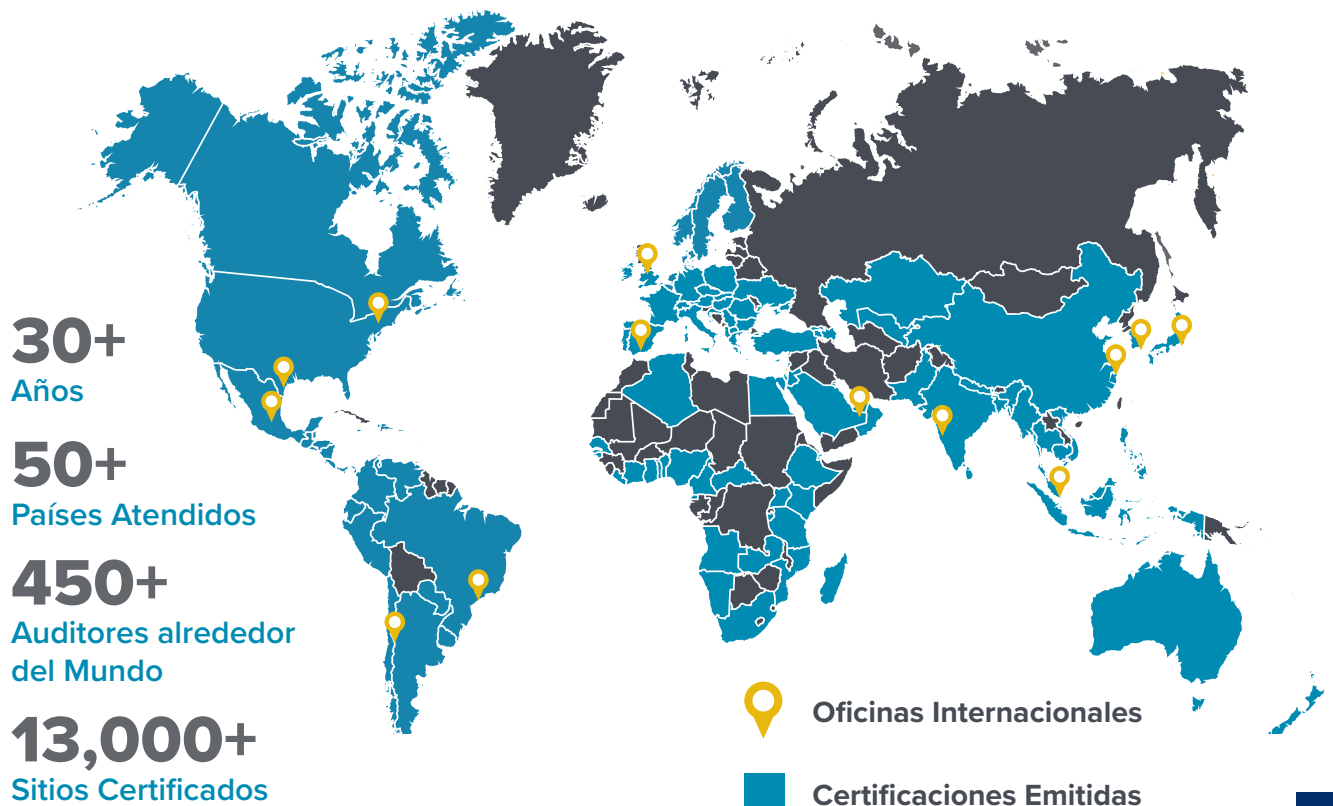 30+
Años
50+
Países Atendidos
450+
Auditores alrededor
del Mundo
13,000+
Sitios Certificados
Oficinas Internacionales
Certificaciones Emitidas